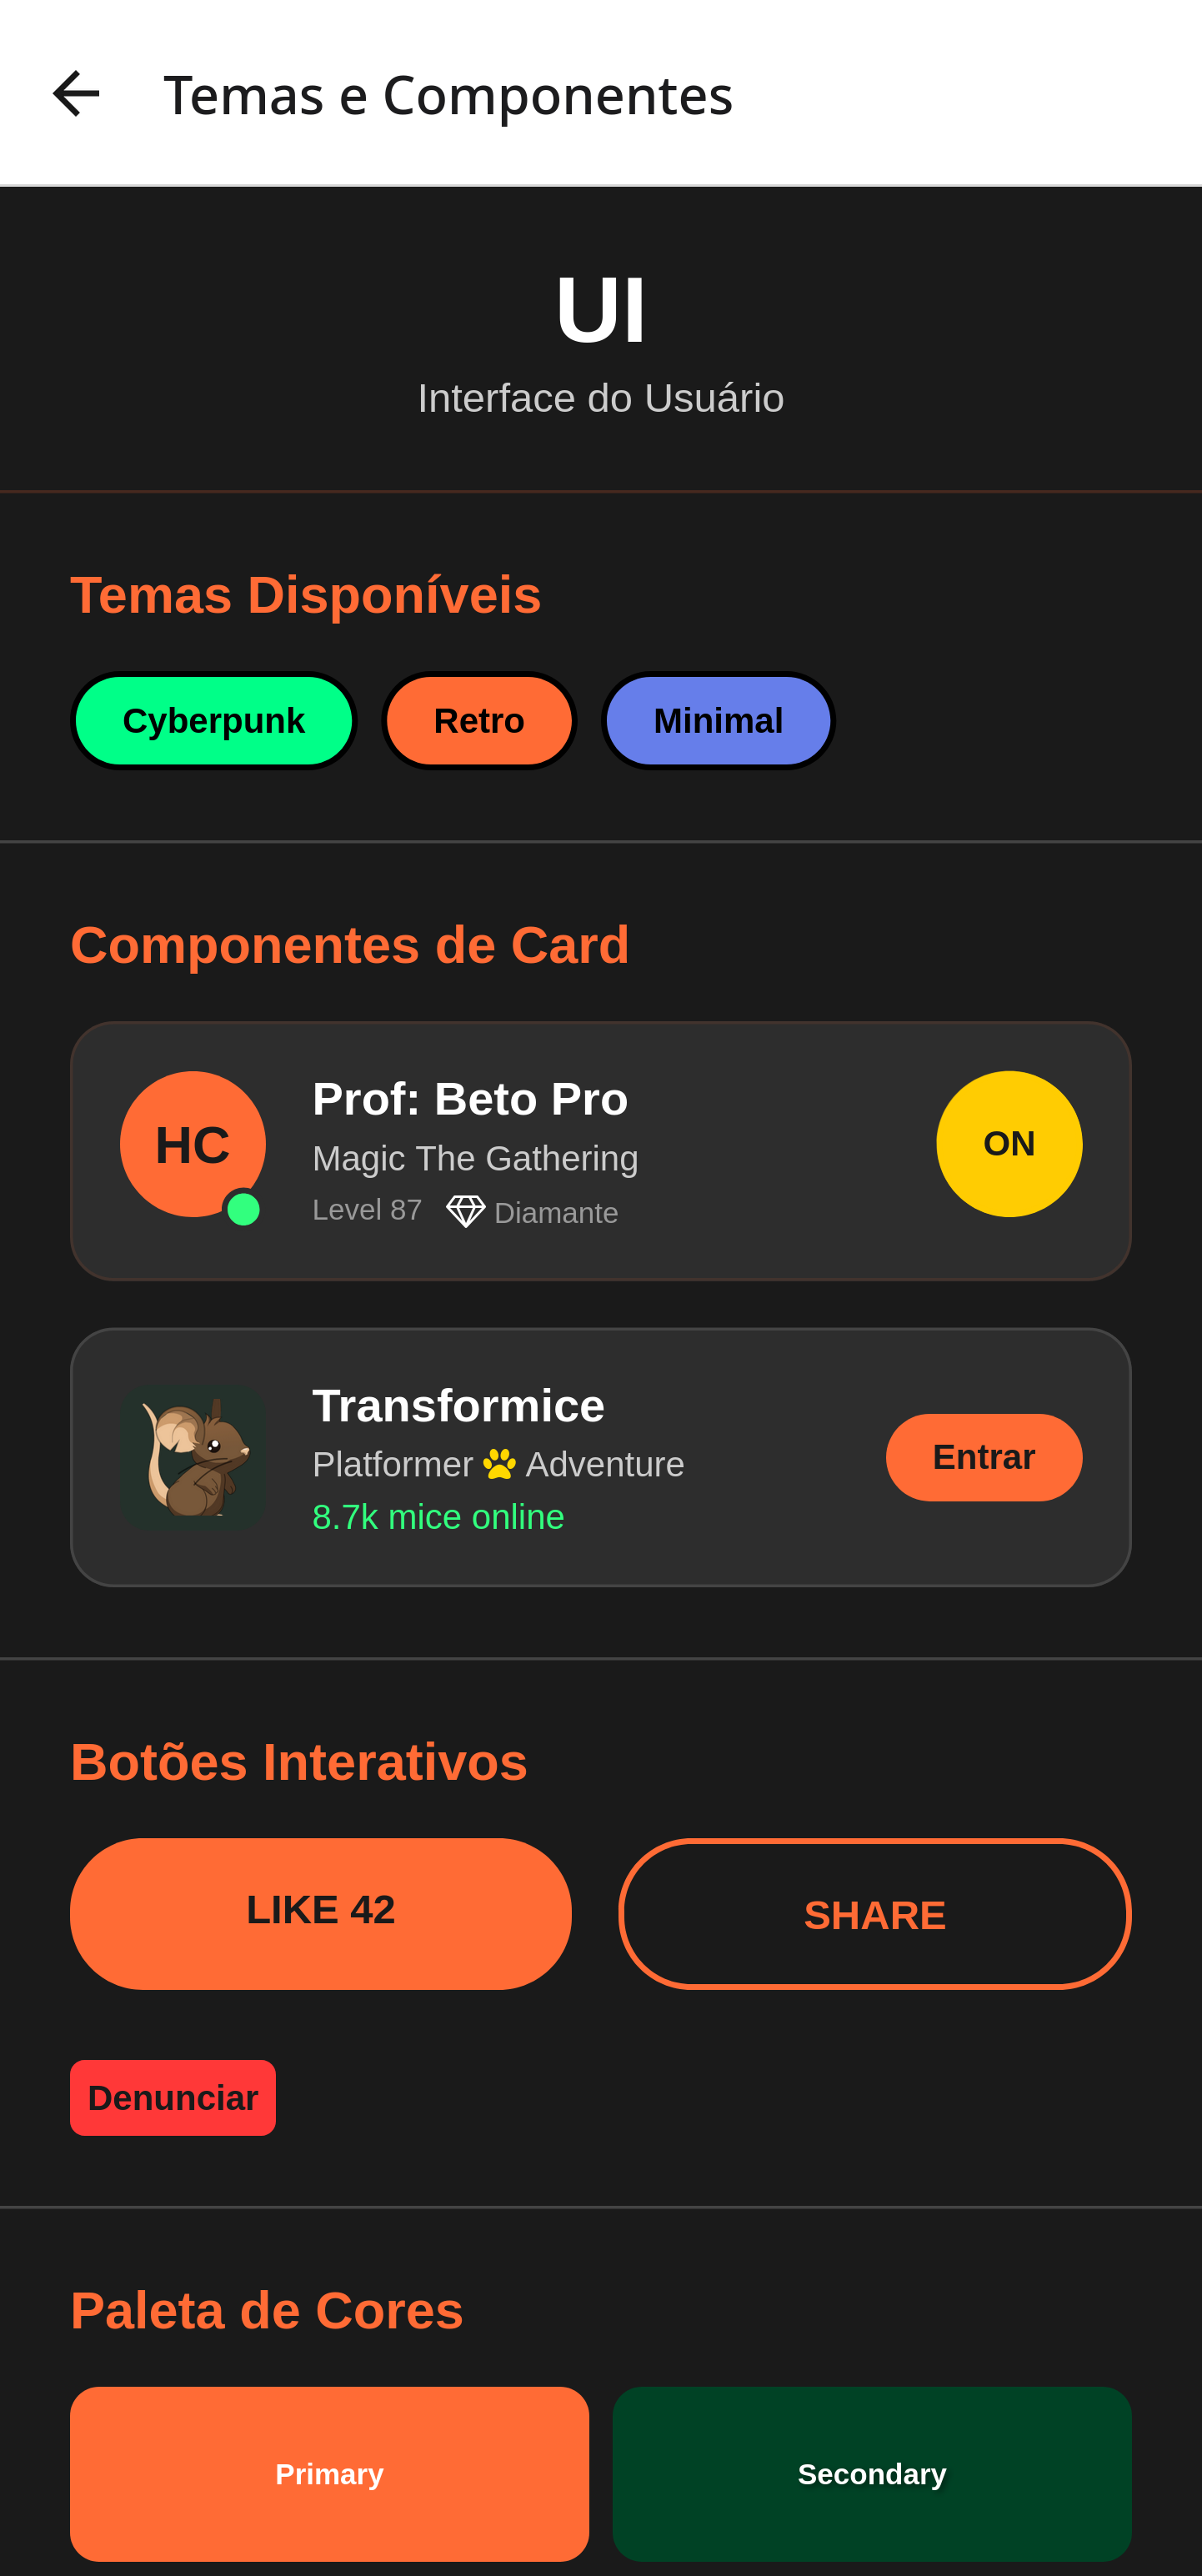 Temas e Componentes
UI
Interface do Usuário
Temas Disponíveis
Cyberpunk
Retro
Minimal
Componentes de Card
HC
Prof: Beto Pro
Magic The Gathering
Level 87
Diamante
ON
Transformice
Platformer
Adventure
8.7k mice online
Entrar
Botões Interativos
LIKE 42
SHARE
Denunciar
Paleta de Cores
Primary
Secondary